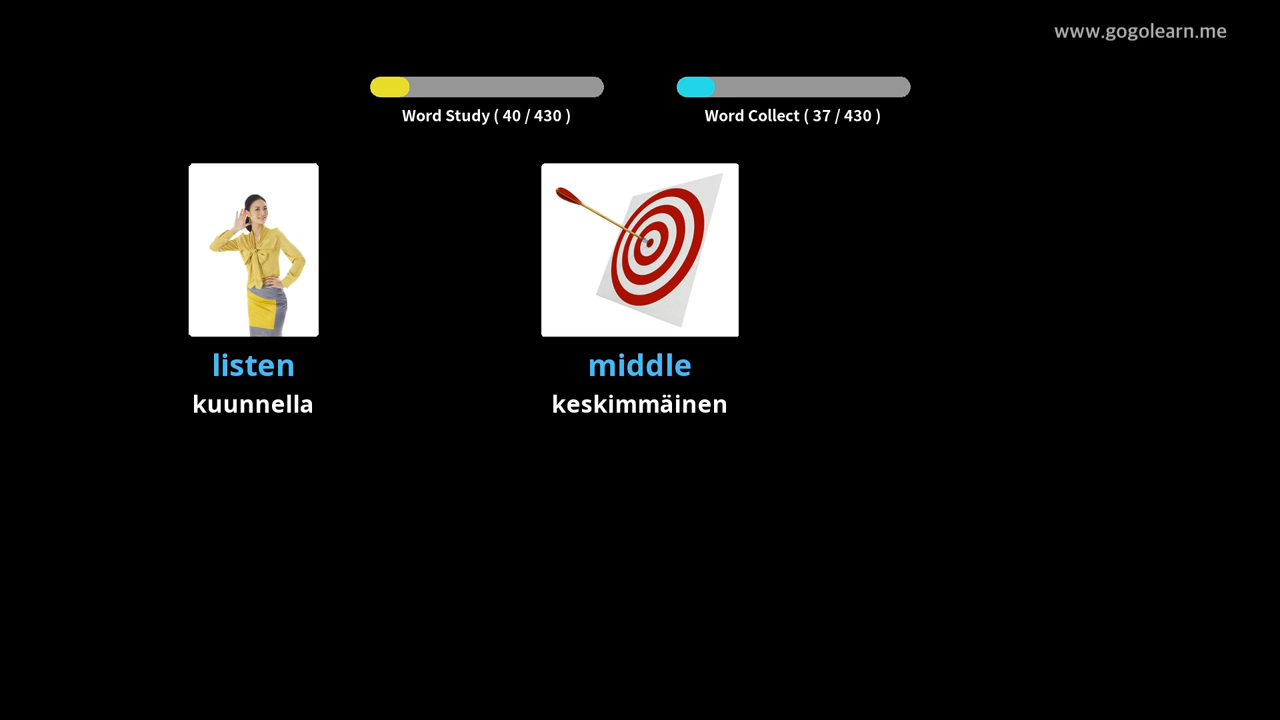 www.gogolearn.me
Word Study ( 40 / 430 )
Word Collect ( 37 / 430 )
listen
kuunnella
middle
keskimmäinen